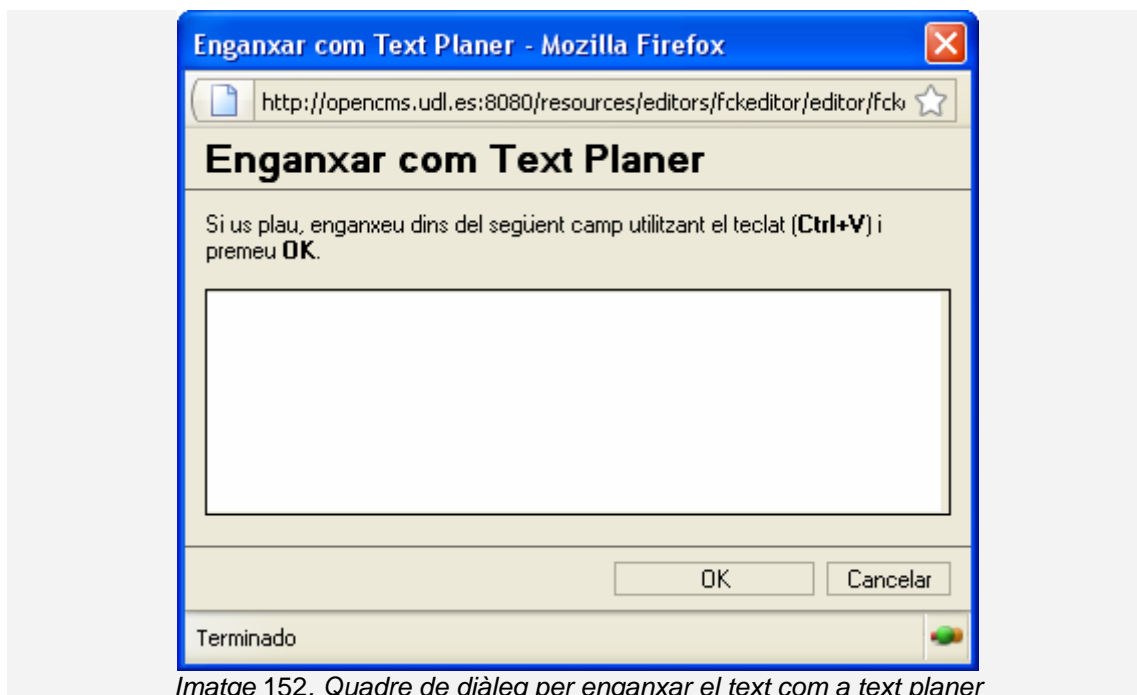 Enganxar com Text Planer - Mozilla Firefox
http://opencms.udl.es:8080/resources/editors/fckeditor/editor/fck
Enganxar com Text Planer
Si us plau, enganxeu dins del següent camp utilitzant el teclat (Ctrl+V) i
premeu OK.
OK Cancelar
Terminado
Imatge 152. Quadre de diàleg per enganxar el text com a text planer